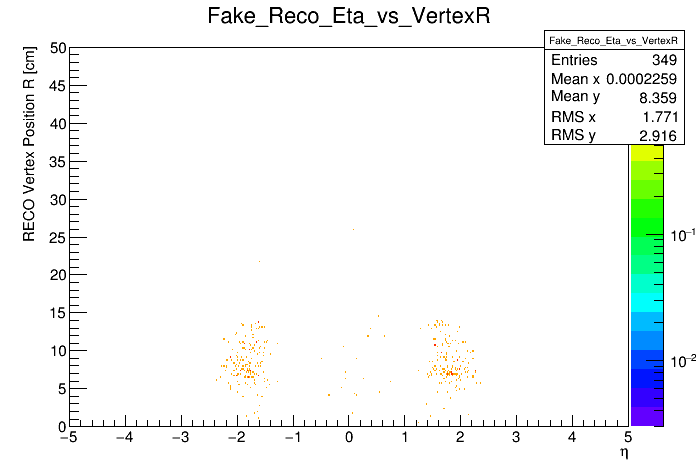 Fake_Reco_Eta_vs_VertexR
Fake_Reco_Eta_vs_VertexR
Entries 349
Mean x 0.0002259
Mean y 8.359
RMS x 1.771
RMS y 2.916
RECO Vertex Position R [cm]
50
45
40
35
30
25
20
15
10
5
0
−5 −4 −3 −2 −1 0 1 2 3 4 5
η
10⁻¹
10⁻²